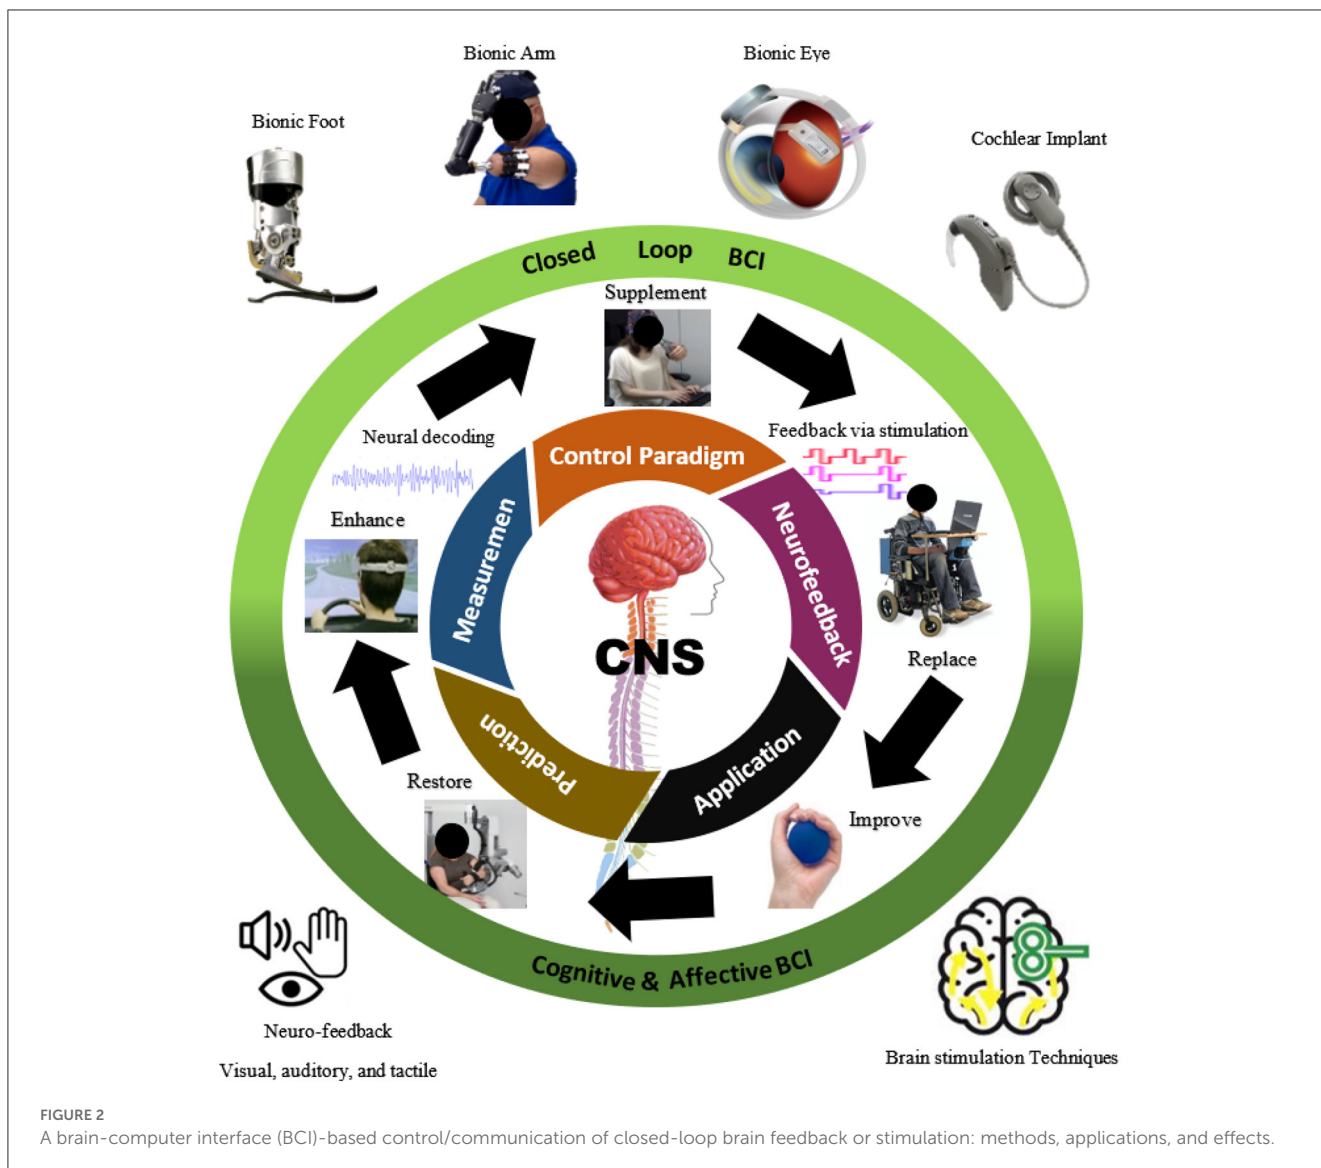 Bionic Arm
Bionic Eye
Bionic Foot
Cochlear Implant
Closed Loop BCI
Supplement
Neural decoding
Control Paradigm
Feedback via stimulation
Enhance
Measuremen
Neurofeedback
CNS
Replace
Prediction
Application
Restore
Improve
Cognitive & Affective BCI
Neuro-feedback
Visual, auditory, and tactile
Brain stimulation Techniques
FIGURE 2
A brain-computer interface (BCI)-based control/communication of closed-loop brain feedback or stimulation: methods, applications, and effects.